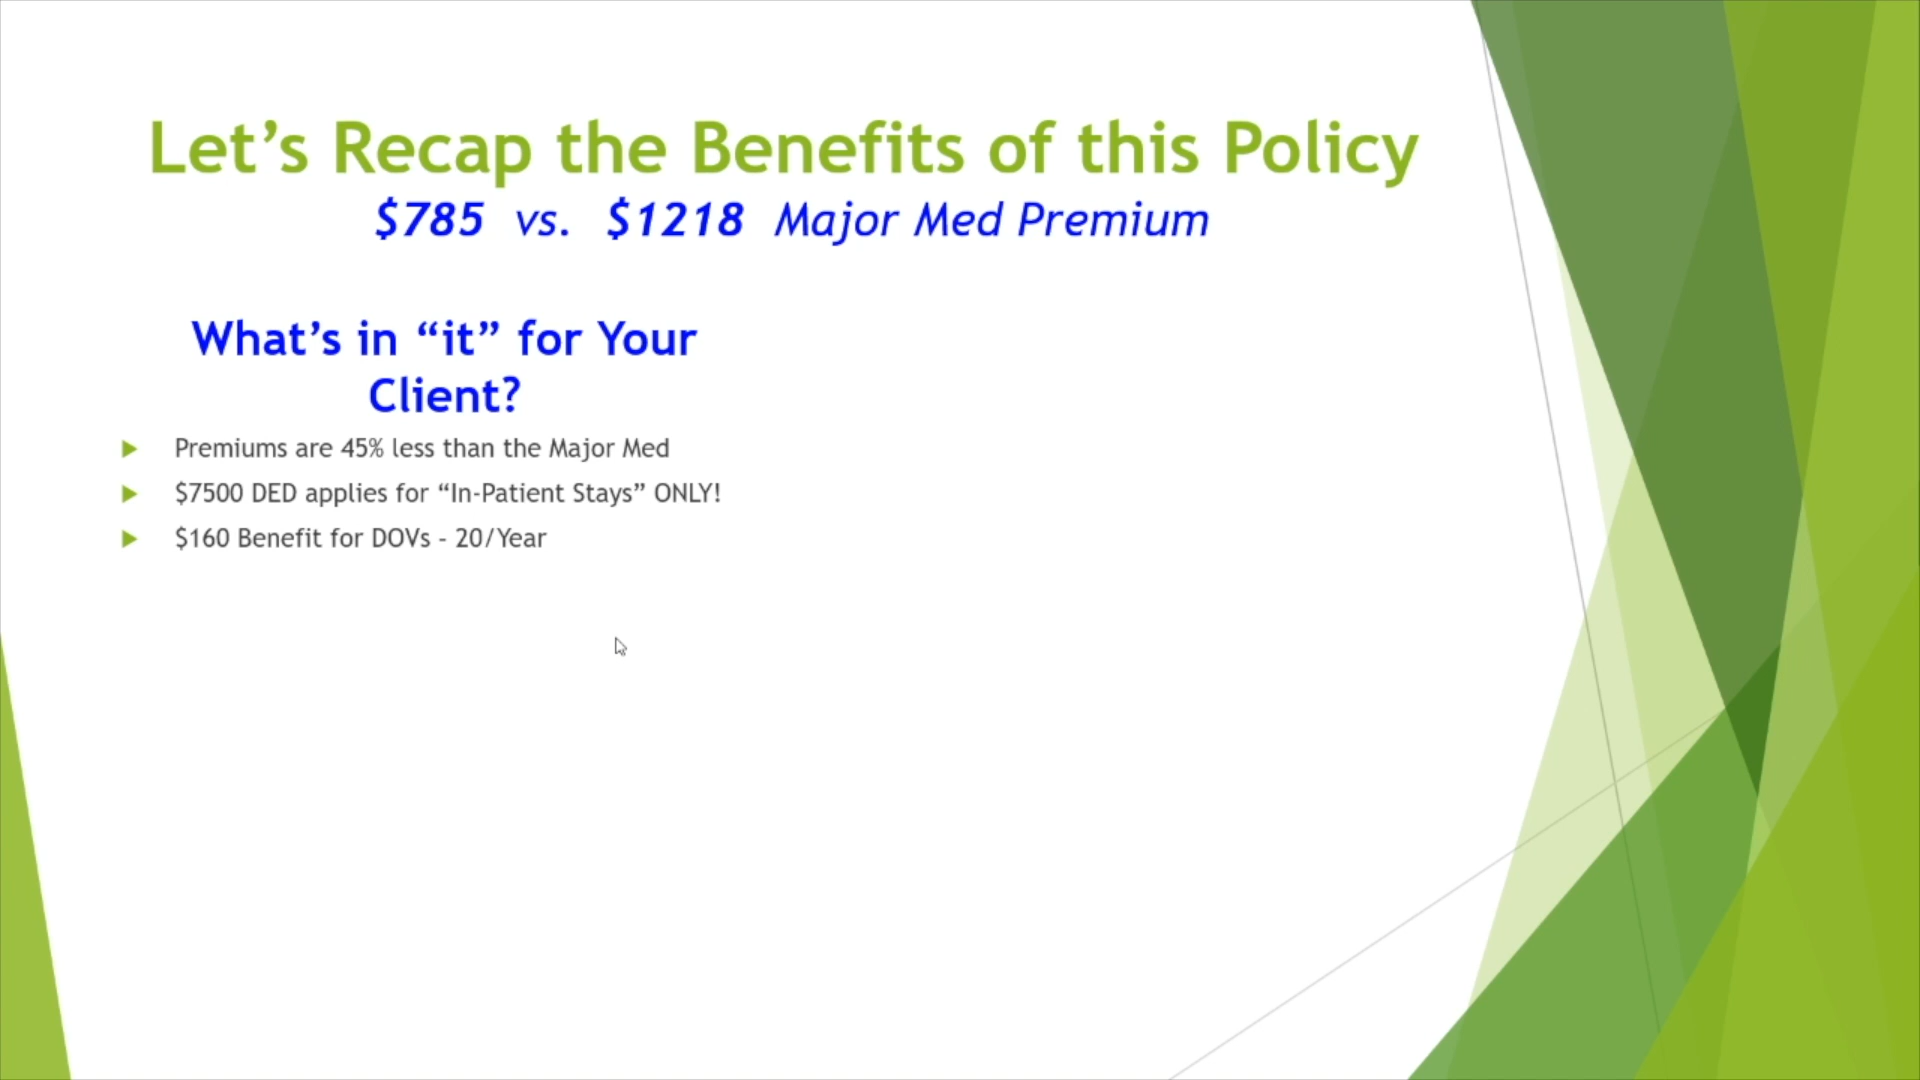 Let’s Recap the Benefits of this Policy
$785 vs. $1218 Major Med Premium
What’s in “it” for Your
Client?
Premiums are 45% less than the Major Med
$7500 DED applies for “In-Patient Stays” ONLY!
$160 Benefit for DOVs - 20/Year